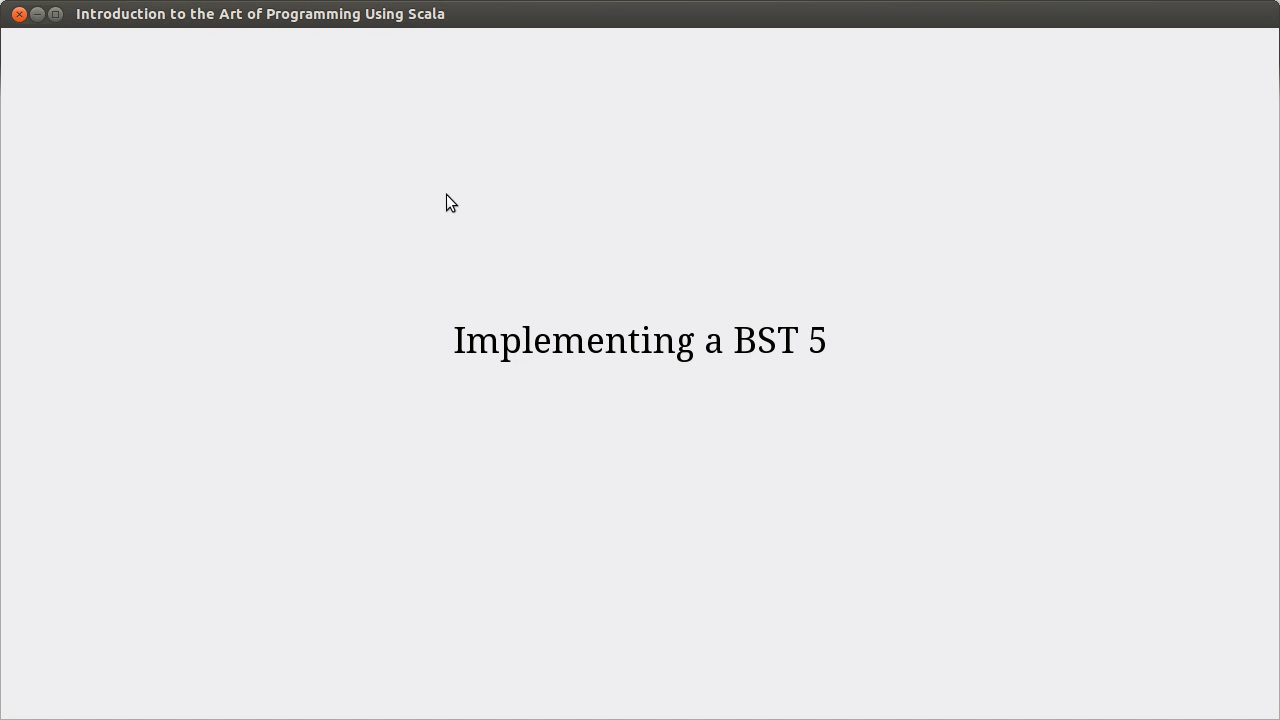 Introduction to the Art of Programming Using Scala
Implementing a BST 5